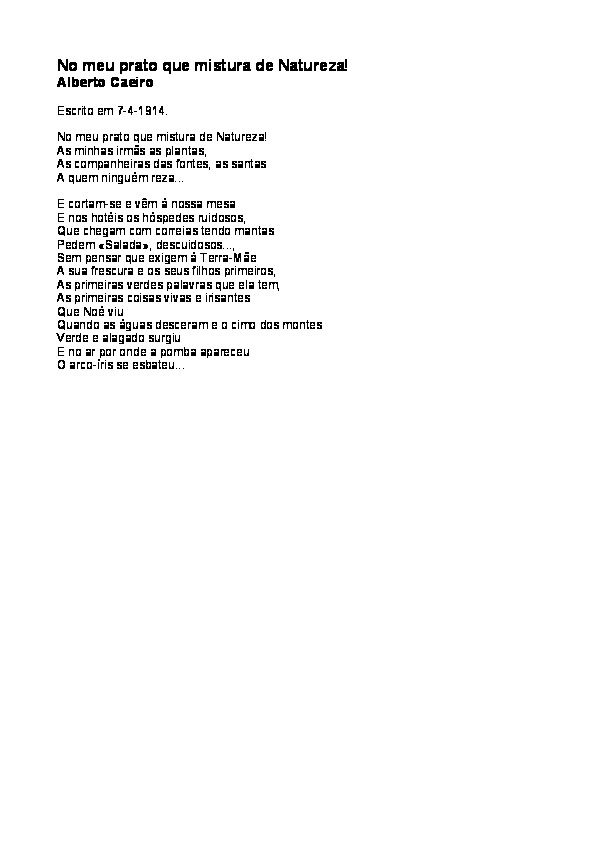 No meu prato que mistura de Natureza!
Alberto Caeiro
Escrito em 7-4-1914.
No meu prato que mistura de Natureza!
As minhas irmãs as plantas,
As companheiras das fontes, as santas
A quem ninguém reza...
E cortam-se e vêm à nossa mesa
E nos hotéis os hóspedes ruidosos,
Que chegam com correias tendo mantas
Pedem «Salada», descuidosos...,
Sem pensar que exigem à Terra-Mãe
A sua frescura e os seus filhos primeiros,
As primeiras verdes palavras que ela tem,
As primeiras coisas vivas e irisantes
Que Noé viu
Quando as águas desceram e o cimo dos montes
Verde e alagado surgiu
E no ar por onde a pomba apareceu
O arco-íris se esbateu...